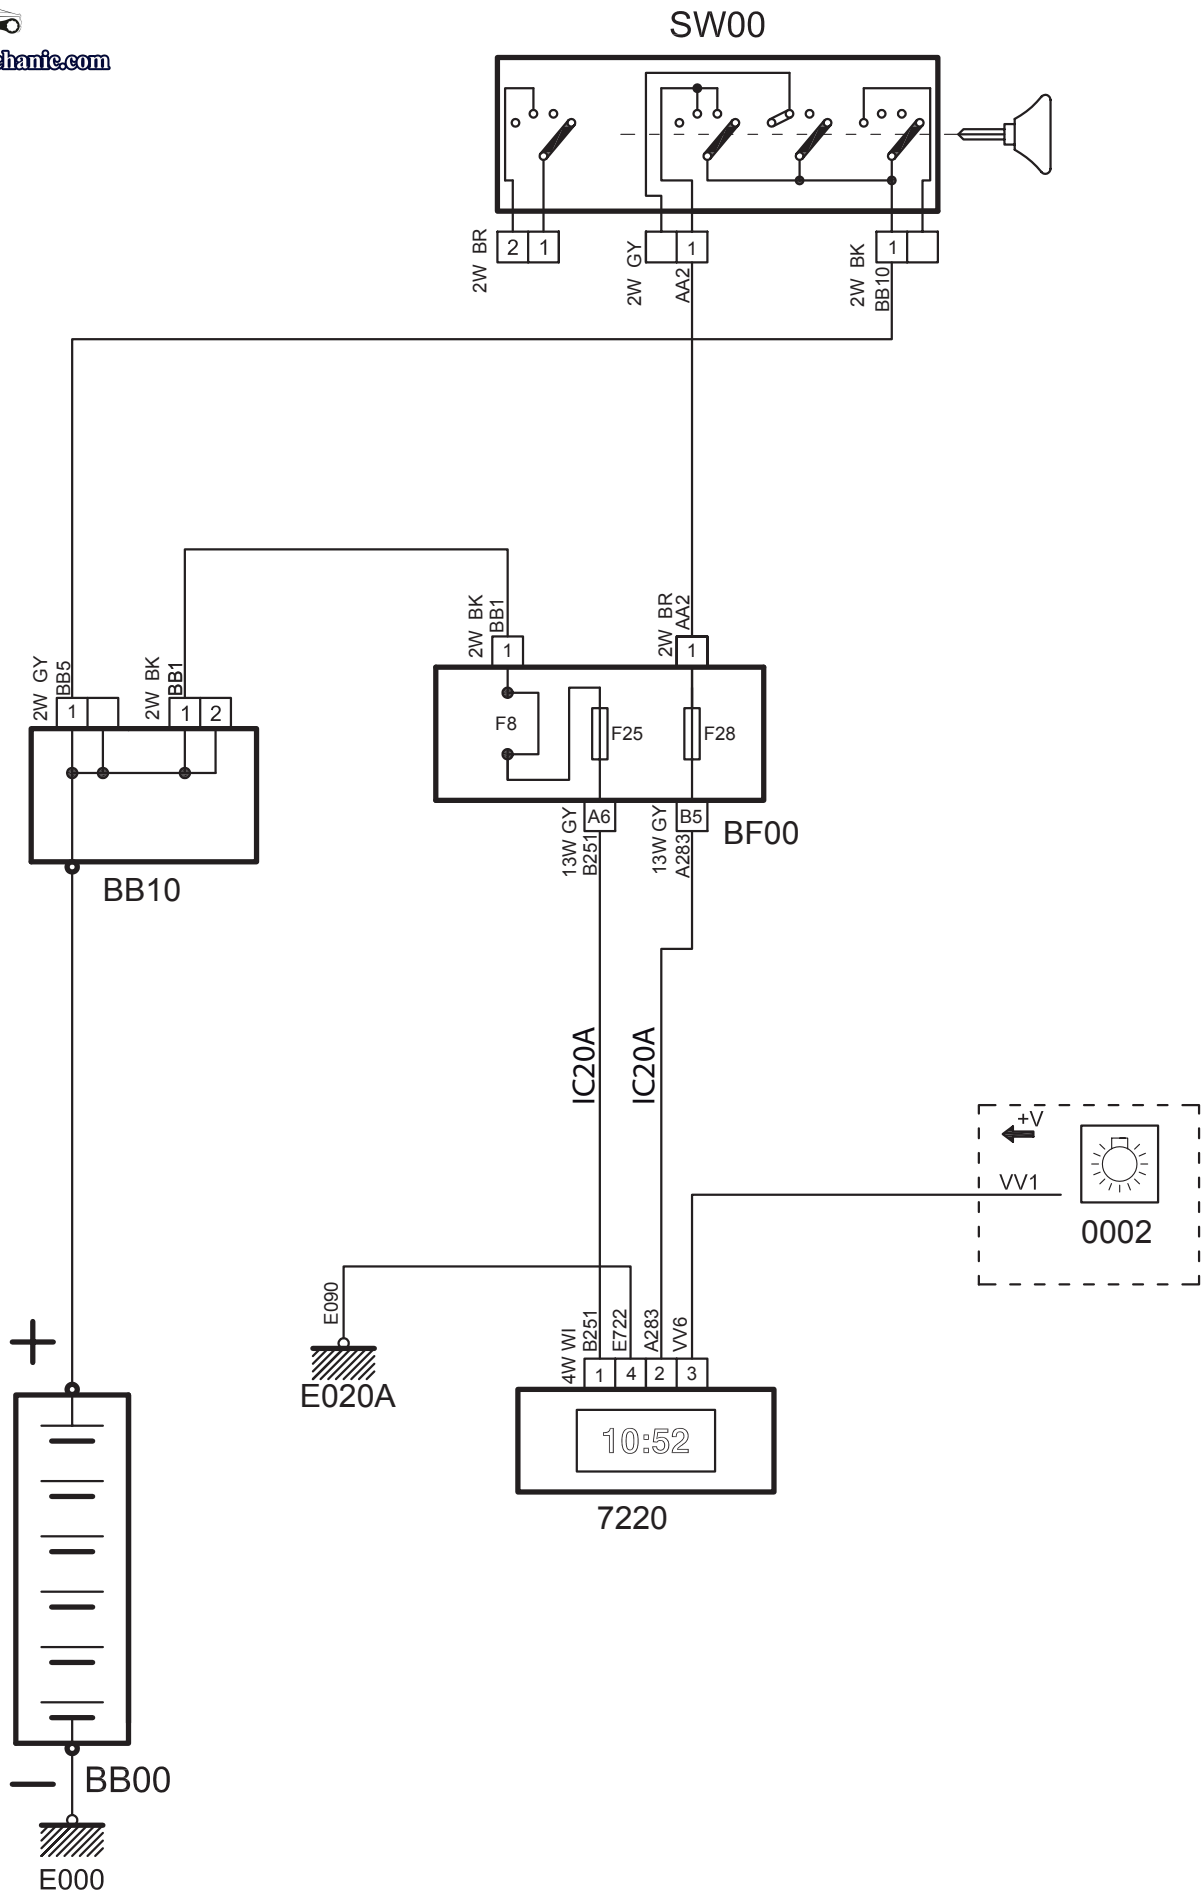 SW00
chanic.com
2W BR
2
1
2W GY
1
AA2
2W BK
1
BB10
2W GY
BB5
1
2W BK
BB1
1
2
2W BK
BB1
1
2W BR
AA2
1
F8
F25
F28
13W GY
A6
B251
13W GY
B5
A283
BF00
BB10
IC20A
IC20A
+V
VV1
0002
E090
E020A
4W WI
B251
E722
A283
VV6
1
4
2
3
10:52
7220
+
−
BB00
E000